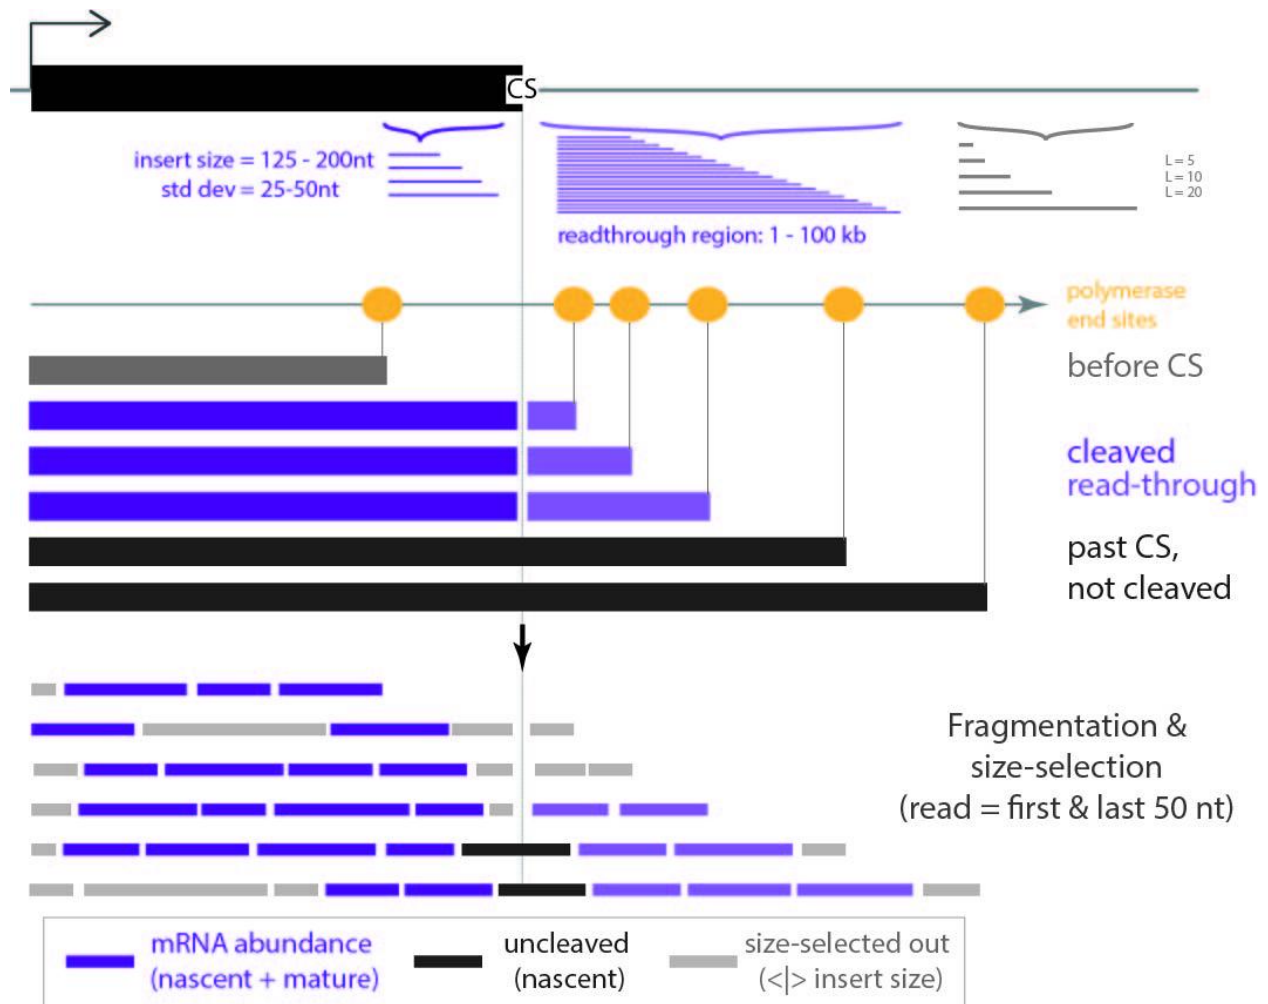 CS
insert size = 125 - 200nt
std dev = 25-50nt
L = 5
L = 10
L = 20
readthrough region: 1 - 100 kb
polymerase
end sites
before CS
cleaved
read-through
past CS,
not cleaved
Fragmentation &
size-selection
(read = first & last 50 nt)
mRNA abundance
(nascent + mature)
uncleaved
(nascent)
size-selected out
(<|> insert size)